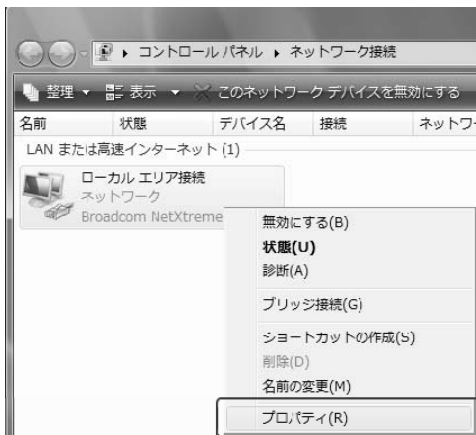 コントロール パネル ▸ ネットワーク接続
整理 ▼ 表示 ▼ このネットワーク デバイスを無効にする
名前 状態 デバイス名 接続 ネットワー
LAN または高速インターネット (1)
ローカル エリア接続
ネットワーク
Broadcom NetXtreme
無効にする(B)
状態(U)
診断(A)
ブリッジ接続(G)
ショートカットの作成(S)
削除(D)
名前の変更(M)
プロパティ(R)